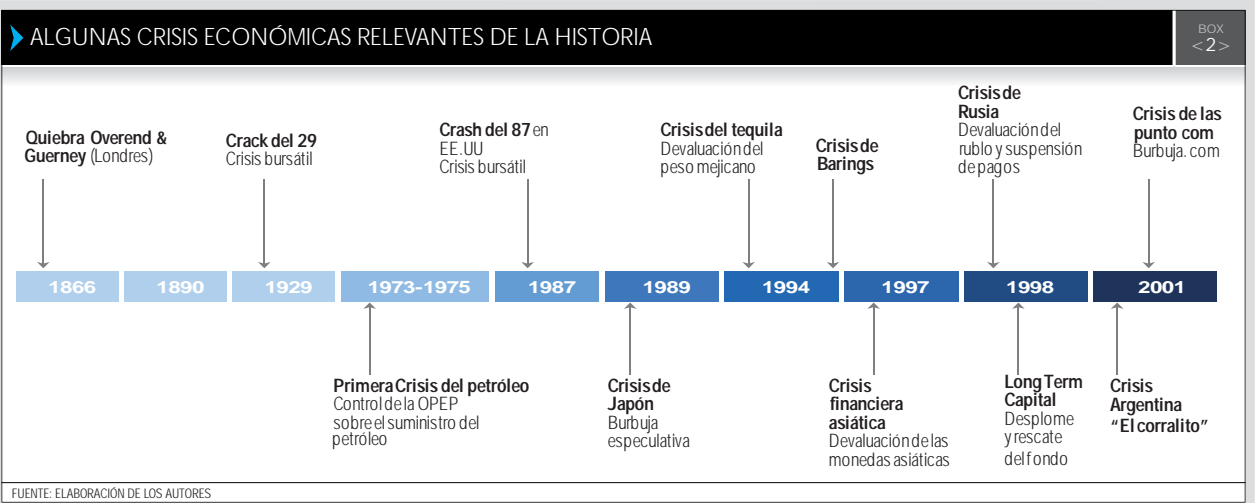 ALGUNAS CRISIS ECONÓMICAS RELEVANTES DE LA HISTORIA
BOX
<2>
Quiebra Overend &
Guerney (Londres)
Crack del 29
Crisis bursátil
Crash del 87 en
EE.UU
Crisis bursátil
Crisis del tequila
Devaluación del
peso mejicano
Crisis de
Barings
Crisis de
Rusia
Devaluación del
rublo y suspensión
de pagos
Crisis de las
punto com
Burbuja. com
1866
1890
1929
1973-1975
1987
1989
1994
1997
1998
2001
Primera Crisis del petróleo
Control de la OPEP
sobre el suministro del
petróleo
Crisis de
Japón
Burbuja
especulativa
Crisis
financiera
asiática
Devaluación de las
monedas asiáticas
Long Term
Capital
Desplome
y rescate
del fondo
Crisis
Argentina
"El corralito"
FUENTE: ELABORACIÓN DE LOS AUTORES